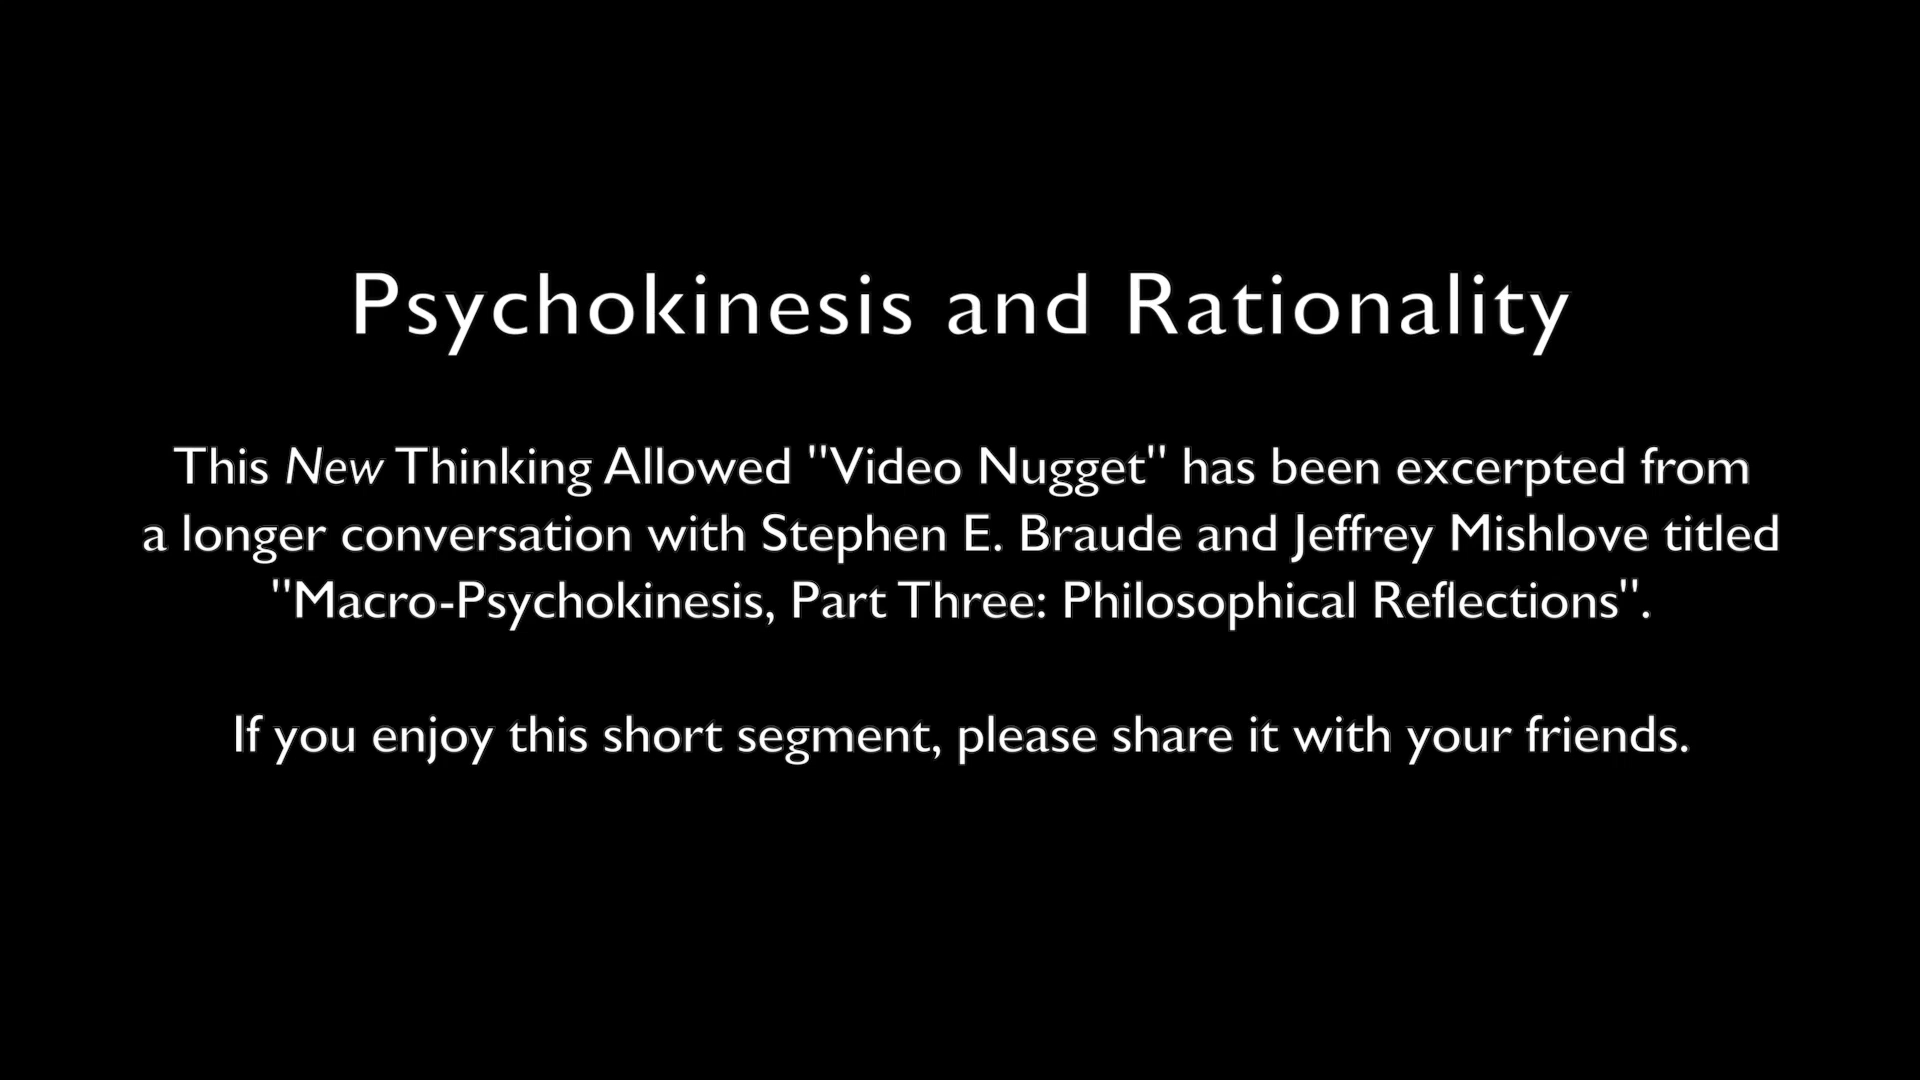 Psychokinesis and Rationality
This New Thinking Allowed "Video Nugget" has been excerpted from
a longer conversation with Stephen E. Braude and Jeffrey Mishlove titled
"Macro-Psychokinesis, Part Three: Philosophical Reflections".
If you enjoy this short segment, please share it with your friends.